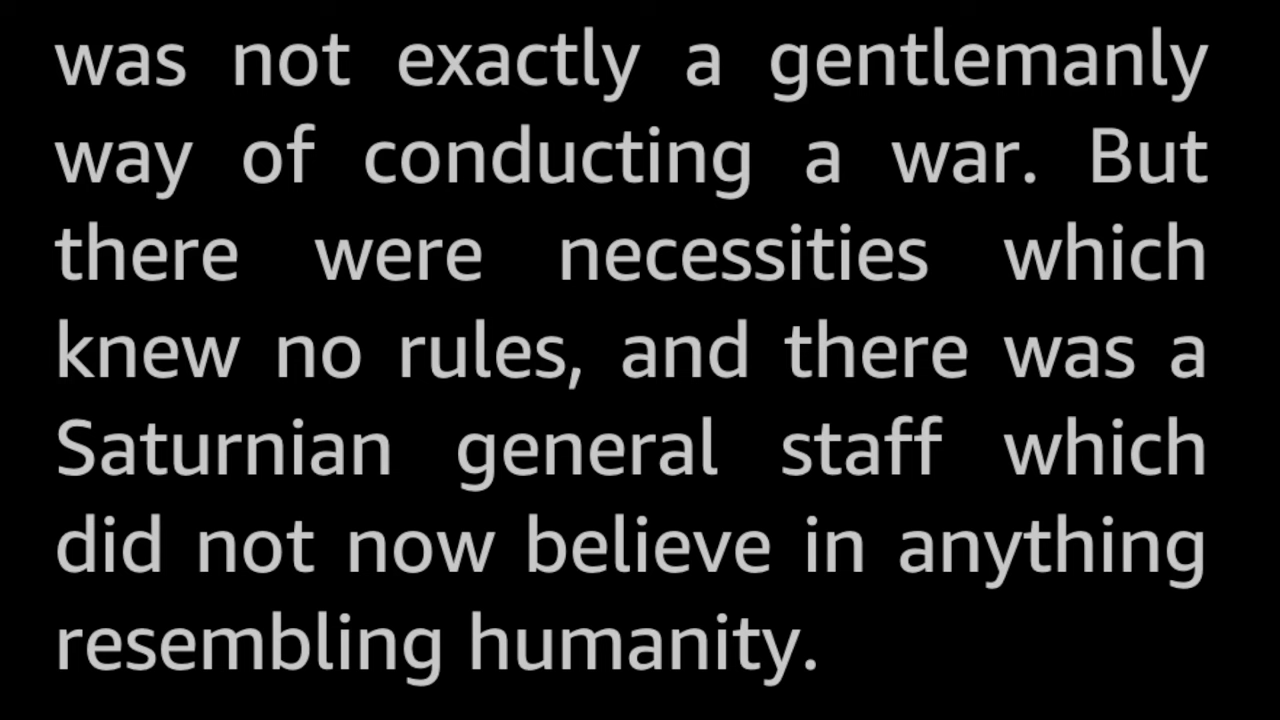 was not exactly a gentlemanly
way of conducting a war. But
there were necessities which
knew no rules, and there was a
Saturnian general staff which
did not now believe in anything
resembling humanity.